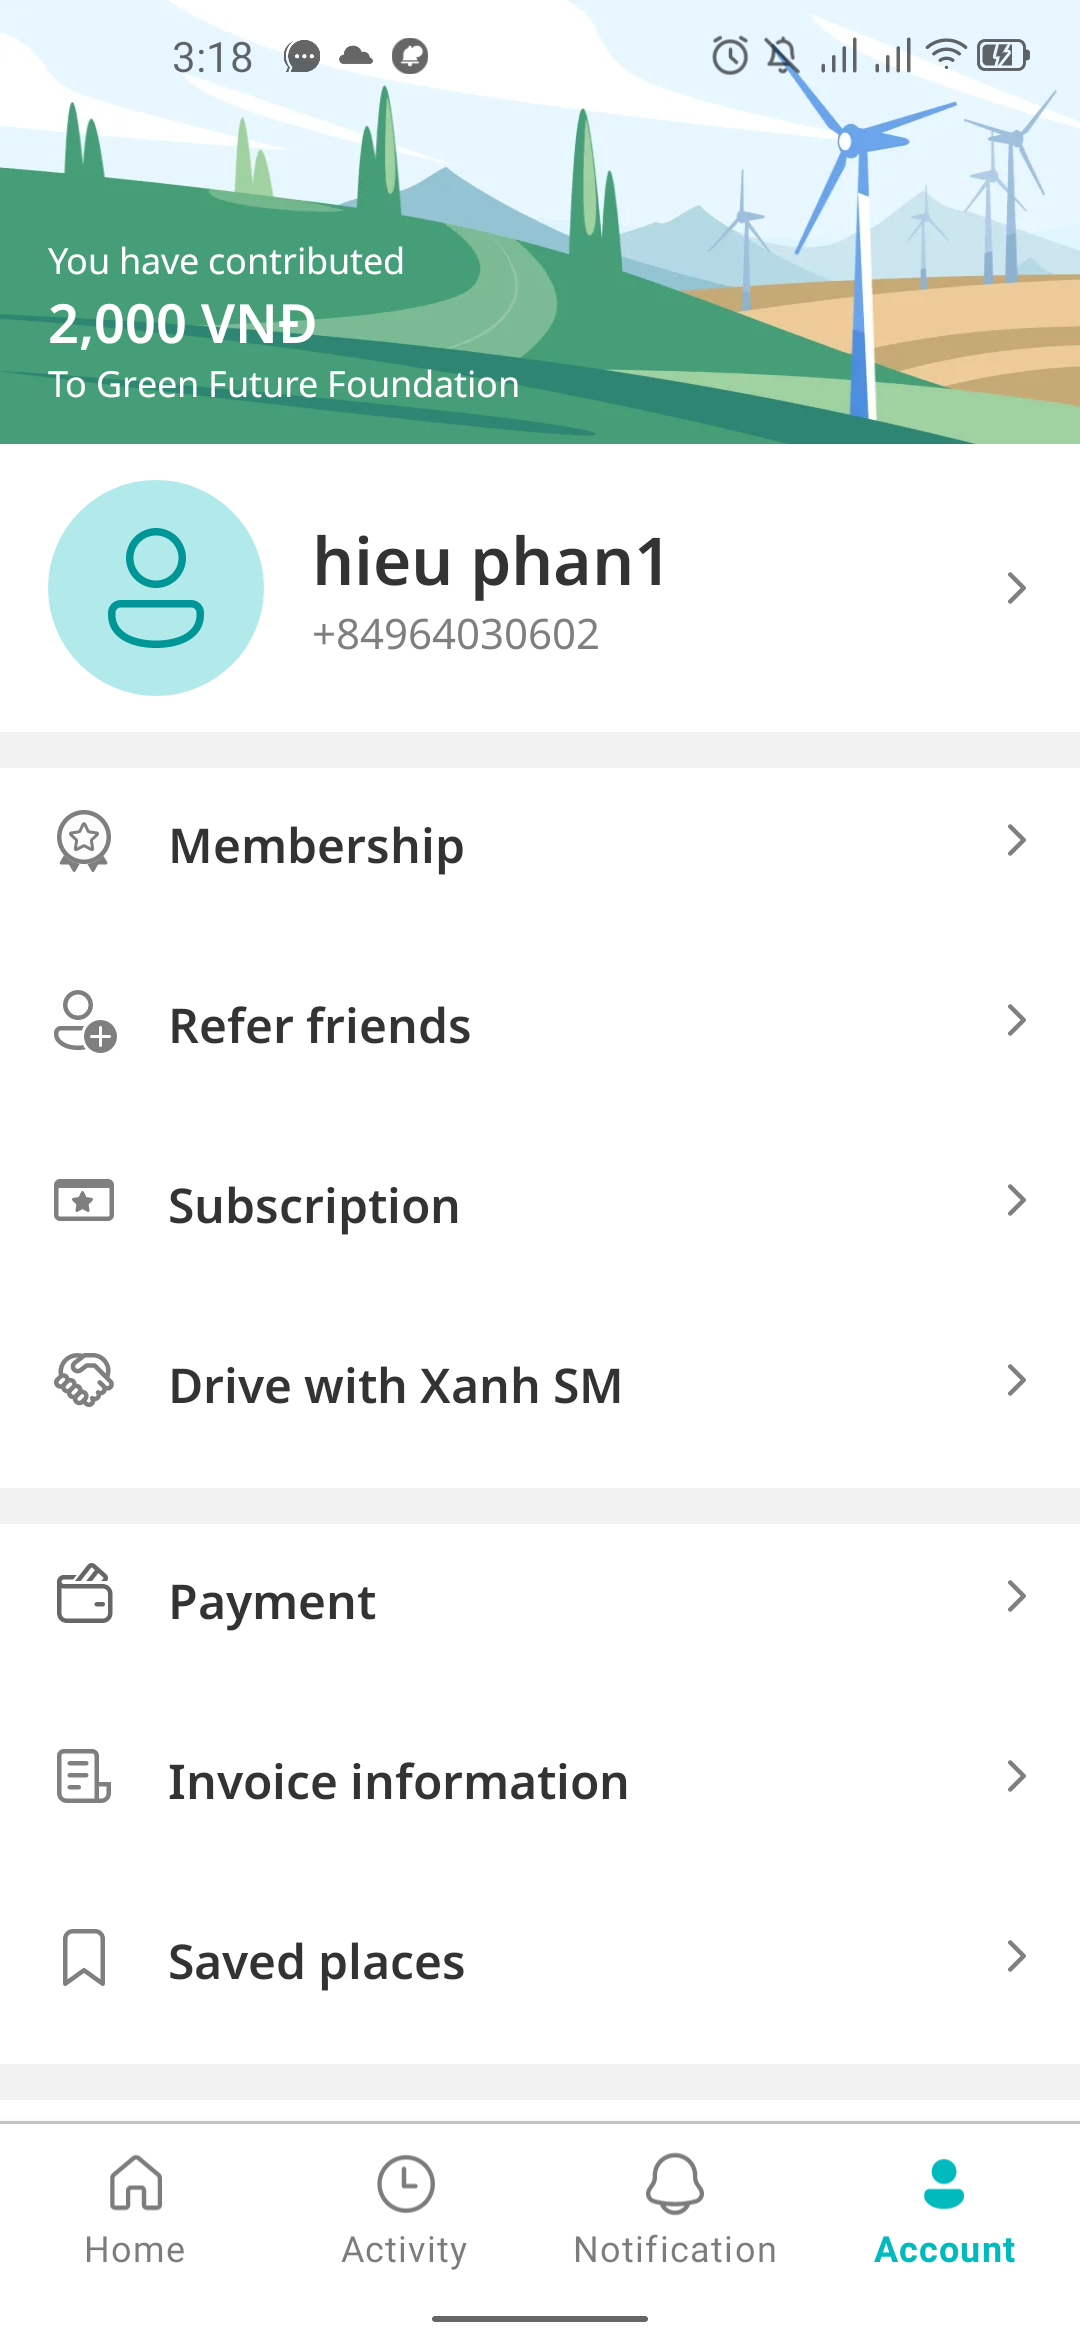 3:18
You have contributed
2,000 VNĐ
To Green Future Foundation
hieu phan1
+84964030602
Membership
Refer friends
Subscription
Drive with Xanh SM
Payment
Invoice information
Saved places
Home
Activity
Notification
Account